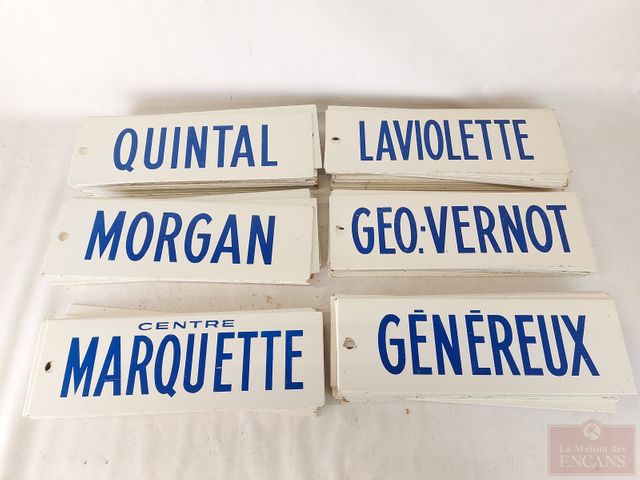 QUINTAL
LAVIOLETTE
MORGAN
GEO.:VERNOT
CENTRE
MARQUETTE
GÉNÉREUX
La Maison des
ENCANS